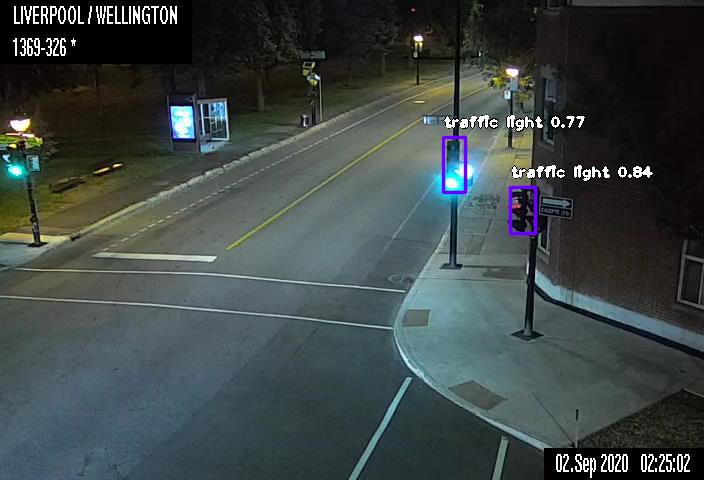 LIVERPOOL / WELLINGTON
1369-326 *
traffic light 0.77
traffic light 0.84
02.Sep 2020 02:25:02